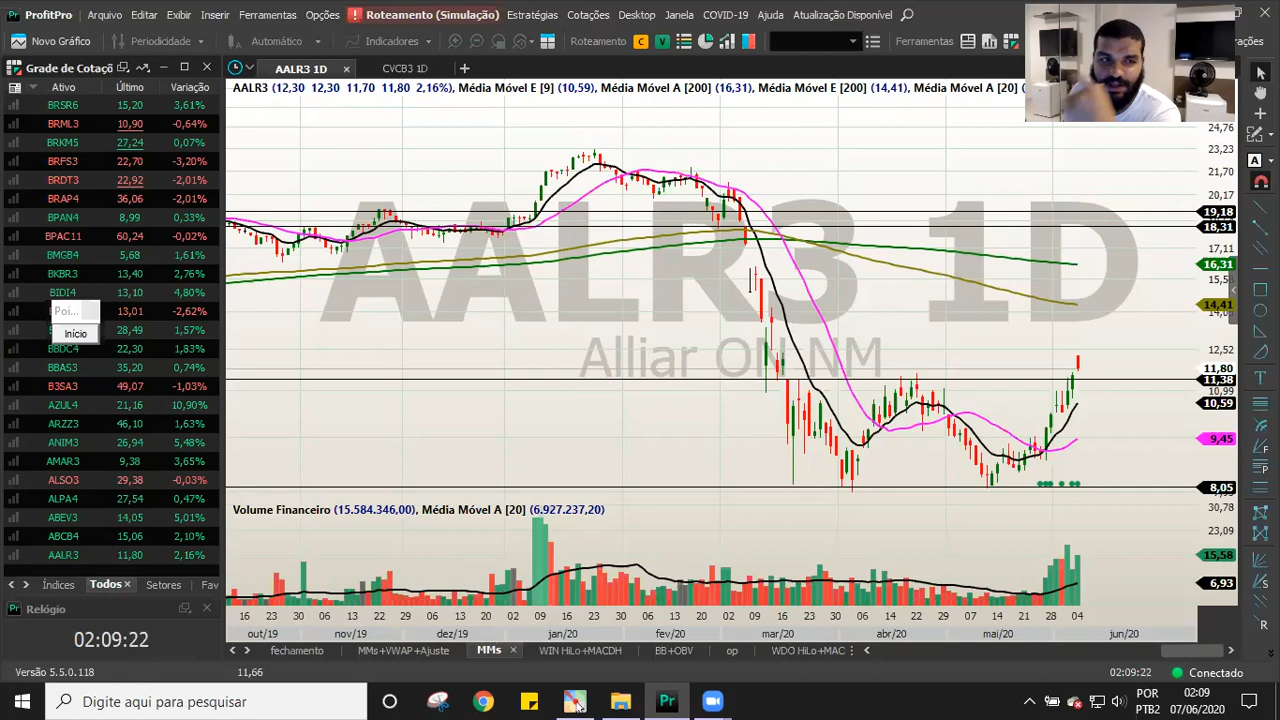 ProfitPro Arquivo Editar Exibir Inserir Ferramentas Opções Roteamento (Simulação) Estratégias Cotações Desktop Janela COVID-19 Ajuda Atualização Disponível
Novo Gráfico Periodicidade Automático Indicadores Roteamento C V Ferramentas
Grade de Cotaçõ AALR3 1D CVCB3 1D
Ativo Último Variação
BRSR6 15,20 3,61%
BRML3 10,90 -0,64%
BRKM5 27,24 0,07%
BRFS3 22,70 -3,20%
BRDT3 22,92 -2,01%
BRAP4 36,06 -2,01%
BPAN4 8,99 0,33%
BPAC11 60,24 -0,02%
BMGB4 5,68 1,61%
BKBR3 13,40 2,76%
BIDI4 13,10 4,80%
Poi... 13,01 -2,62%
Início 28,49 1,57%
BBDC4 22,30 1,83%
BBAS3 35,20 0,74%
B3SA3 49,07 -1,03%
AZUL4 21,16 10,90%
ARZZ3 46,10 1,63%
ANIM3 29,46 5,28%
AMAR3 9,38 3,65%
ALSO3 29,38 -0,03%
ALPA4 27,54 0,47%
ABEV3 14,05 5,01%
ABCB4 15,06 2,10%
AALR3 11,80 2,16%
Índices Todos Setores Fav
Relógio
02:09:22
AALR3 (12,30 12,30 11,70 11,80 2,16%), Média Móvel E [9] (10,59), Média Móvel A [200] (16,31), Média Móvel E [200] (14,41), Média Móvel A [20] (
AALR3 1D
Alliar ON NM
24,76
23,23
21,70
20,17
19,18
18,31
17,11
16,31
15,58
14,41
12,52
11,80
11,38
10,99
10,59
9,45
8,05
Volume Financeiro (15.584.346,00), Média Móvel A [20] (6.927.237,20)
30,78
23,09
15,58
6,93
16 23 30 06 13 20 27 04 11 18 23 02 09 16 23 30 06 13 20 27 02 09 16 23 30 06 14 22 29 07 14 21 28 04
out/19 nov/19 dez/19 jan/20 fev/20 mar/20 abr/20 mai/20 jun/20
fechamento MMs+VWAP+Ajuste MMs WIN HiLo+MACDH BB+OBV op WDO HiLo+MAC
Versão 5.5.0.118 11,66 02:09:22 Conectado
Digite aqui para pesquisar Pr POR 02:09
PTB2 07/06/2020